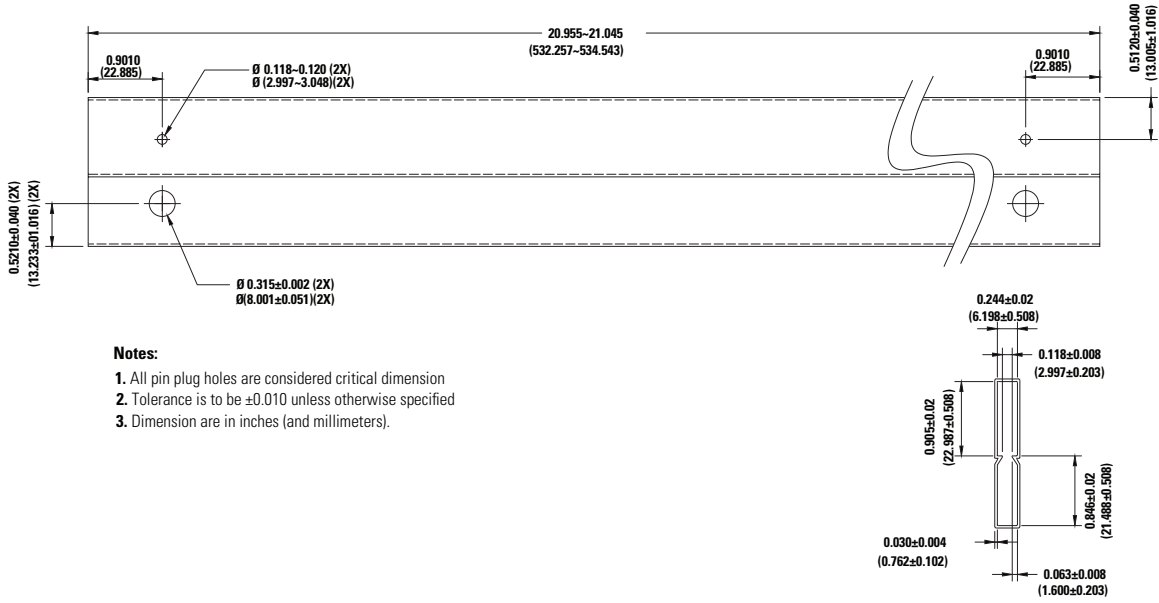 20.955~21.045
(532.257~534.543)
0.5120±0.040
(13.005±1.016)
0.9010
(22.885)
Ø 0.118~0.120 (2X)
Ø (2.997~3.048)(2X)
0.9010
(22.885)
0.5210±0.040 (2X)
(13.233±01.016) (2X)
Ø 0.315±0.002 (2X)
Ø(8.001±0.051)(2X)
Notes:
1. All pin plug holes are considered critical dimension
2. Tolerance is to be ±0.010 unless otherwise specified
3. Dimension are in inches (and millimeters).
0.244±0.02
(6.198±0.508)
0.118±0.008
(2.997±0.203)
0.905±0.02
(22.987±0.508)
0.846±0.02
(21.488±0.508)
0.030±0.004
(0.762±0.102)
0.063±0.008
(1.600±0.203)